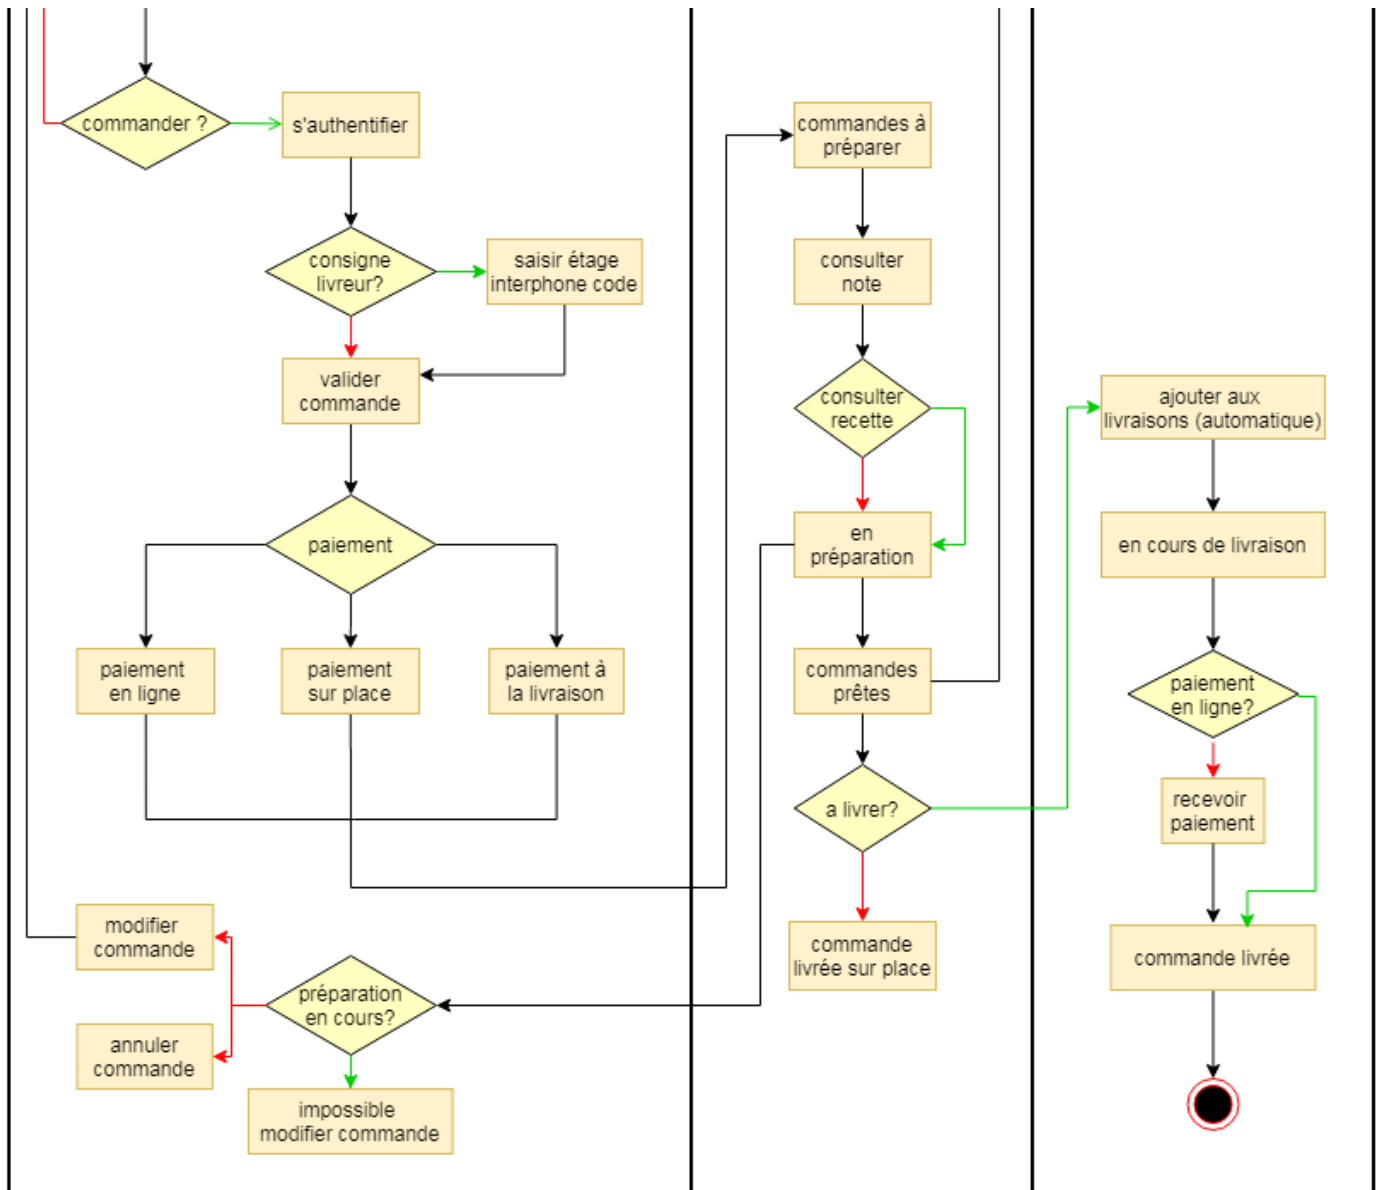 commander ?
s'authentifier
consigne
livreur?
saisir étage
interphone code
valider
commande
paiement
paiement
en ligne
paiement
sur place
paiement à
la livraison
modifier
commande
préparation
en cours?
annuler
commande
impossible
modifier commande
commandes à
préparer
consulter
note
consulter
recette
en
préparation
commandes
prêtes
a livrer?
commande
livrée sur place
ajouter aux
livraisons (automatique)
en cours de livraison
paiement
en ligne?
recevoir
paiement
commande livrée